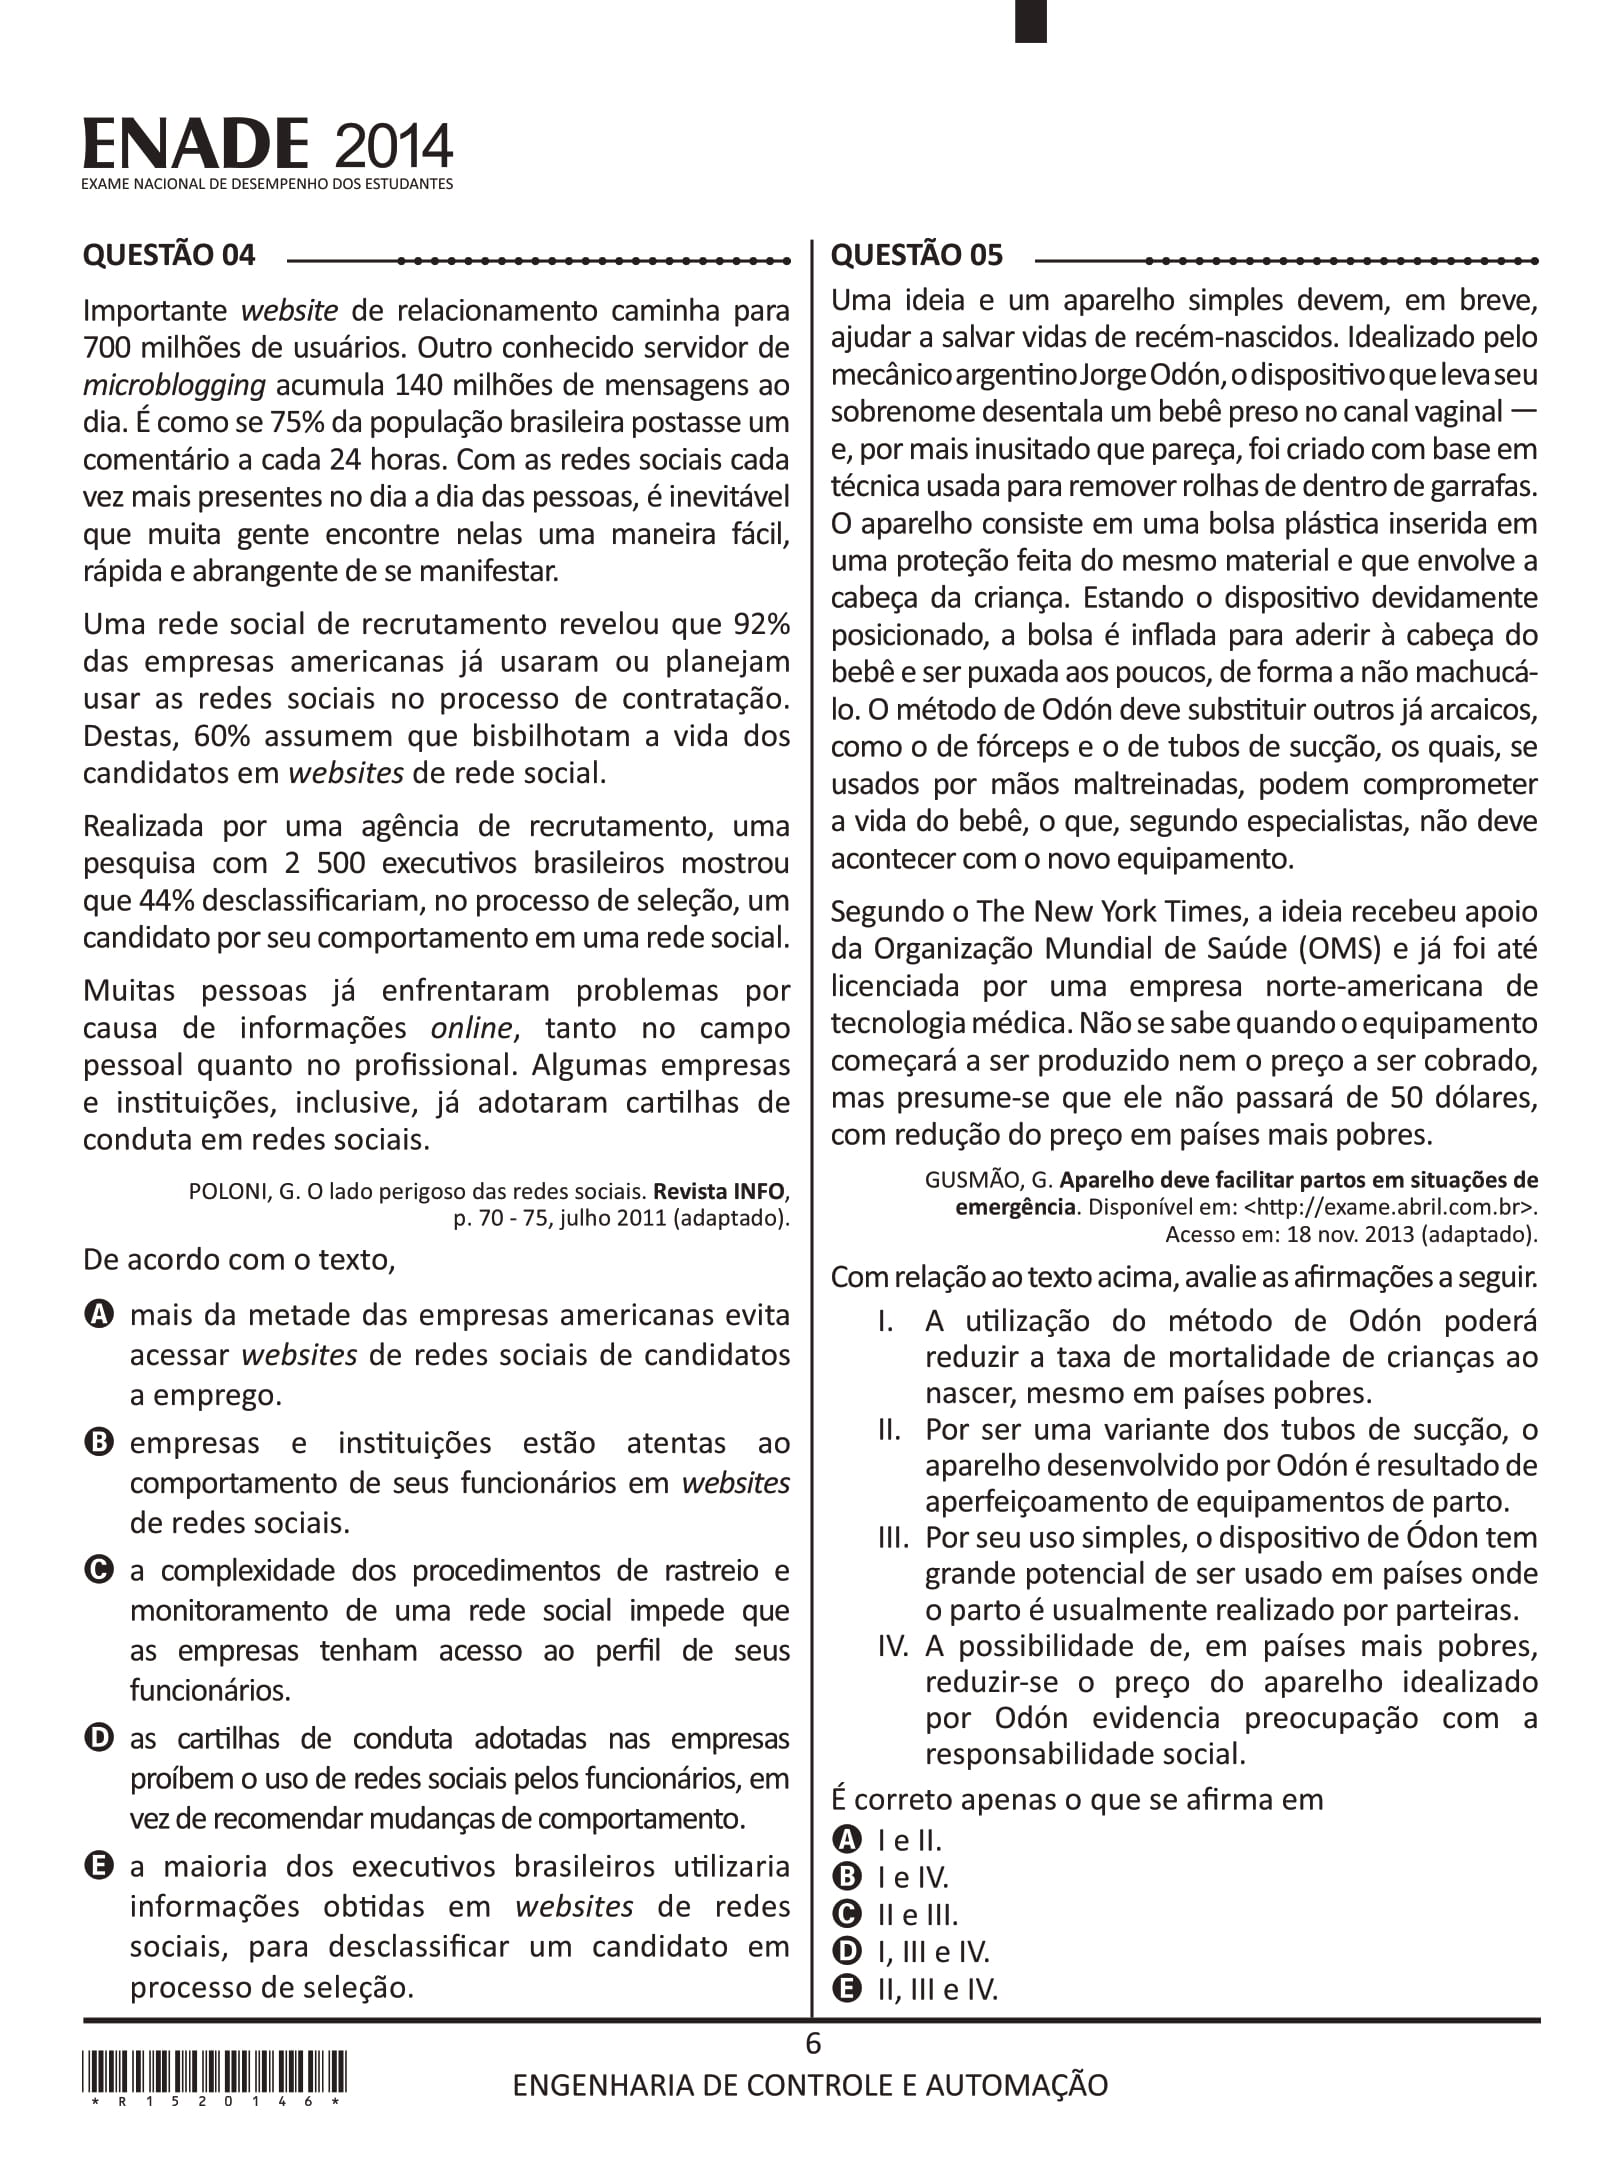 ENADE 2014
EXAME NACIONAL DE DESEMPENHO DOS ESTUDANTES
QUESTÃO 04
Importante website de relacionamento caminha para
700 milhões de usuários. Outro conhecido servidor de
microblogging acumula 140 milhões de mensagens ao
dia. É como se 75% da população brasileira postasse um
comentário a cada 24 horas. Com as redes sociais cada
vez mais presentes no dia a dia das pessoas, é inevitável
que muita gente encontre nelas uma maneira fácil,
rápida e abrangente de se manifestar.
Uma rede social de recrutamento revelou que 92%
das empresas americanas já usaram ou planejam
usar as redes sociais no processo de contratação.
Destas, 60% assumem que bisbilhotam a vida dos
candidatos em websites de rede social.
Realizada por uma agência de recrutamento, uma
pesquisa com 2 500 executivos brasileiros mostrou
que 44% desclassificariam, no processo de seleção, um
candidato por seu comportamento em uma rede social.
Muitas pessoas já enfrentaram problemas por
causa de informações online, tanto no campo
pessoal quanto no profissional. Algumas empresas
e instituições, inclusive, já adotaram cartilhas de
conduta em redes sociais.
POLONI, G. O lado perigoso das redes sociais. Revista INFO,
p. 70 - 75, julho 2011 (adaptado).
De acordo com o texto,
A mais da metade das empresas americanas evita
acessar websites de redes sociais de candidatos
a emprego.
B empresas e instituições estão atentas ao
comportamento de seus funcionários em websites
de redes sociais.
C a complexidade dos procedimentos de rastreio e
monitoramento de uma rede social impede que
as empresas tenham acesso ao perfil de seus
funcionários.
D as cartilhas de conduta adotadas nas empresas
proíbem o uso de redes sociais pelos funcionários, em
vez de recomendar mudanças de comportamento.
E a maioria dos executivos brasileiros utilizaria
informações obtidas em websites de redes
sociais, para desclassificar um candidato em
processo de seleção.
QUESTÃO 05
Uma ideia e um aparelho simples devem, em breve,
ajudar a salvar vidas de recém-nascidos. Idealizado pelo
mecânico argentino Jorge Odón, o dispositivo que leva seu
sobrenome desentala um bebê preso no canal vaginal —
e, por mais inusitado que pareça, foi criado com base em
técnica usada para remover rolhas de dentro de garrafas.
O aparelho consiste em uma bolsa plástica inserida em
uma proteção feita do mesmo material e que envolve a
cabeça da criança. Estando o dispositivo devidamente
posicionado, a bolsa é inflada para aderir à cabeça do
bebê e ser puxada aos poucos, de forma a não machucá-
lo. O método de Odón deve substituir outros já arcaicos,
como o de fórceps e o de tubos de sucção, os quais, se
usados por mãos maltreinadas, podem comprometer
a vida do bebê, o que, segundo especialistas, não deve
acontecer com o novo equipamento.
Segundo o The New York Times, a ideia recebeu apoio
da Organização Mundial de Saúde (OMS) e já foi até
licenciada por uma empresa norte-americana de
tecnologia médica. Não se sabe quando o equipamento
começará a ser produzido nem o preço a ser cobrado,
mas presume-se que ele não passará de 50 dólares,
com redução do preço em países mais pobres.
GUSMÃO, G. Aparelho deve facilitar partos em situações de
emergência. Disponível em: <http://exame.abril.com.br>.
Acesso em: 18 nov. 2013 (adaptado).
Com relação ao texto acima, avalie as afirmações a seguir.
I. A utilização do método de Odón poderá
reduzir a taxa de mortalidade de crianças ao
nascer, mesmo em países pobres.
II. Por ser uma variante dos tubos de sucção, o
aparelho desenvolvido por Odón é resultado de
aperfeiçoamento de equipamentos de parto.
III. Por seu uso simples, o dispositivo de Ódon tem
grande potencial de ser usado em países onde
o parto é usualmente realizado por parteiras.
IV. A possibilidade de, em países mais pobres,
reduzir-se o preço do aparelho idealizado
por Odón evidencia preocupação com a
responsabilidade social.
É correto apenas o que se afirma em
A I e II.
B I e IV.
C II e III.
D I, III e IV.
E II, III e IV.
6
ENGENHARIA DE CONTROLE E AUTOMAÇÃO
*R1520146*